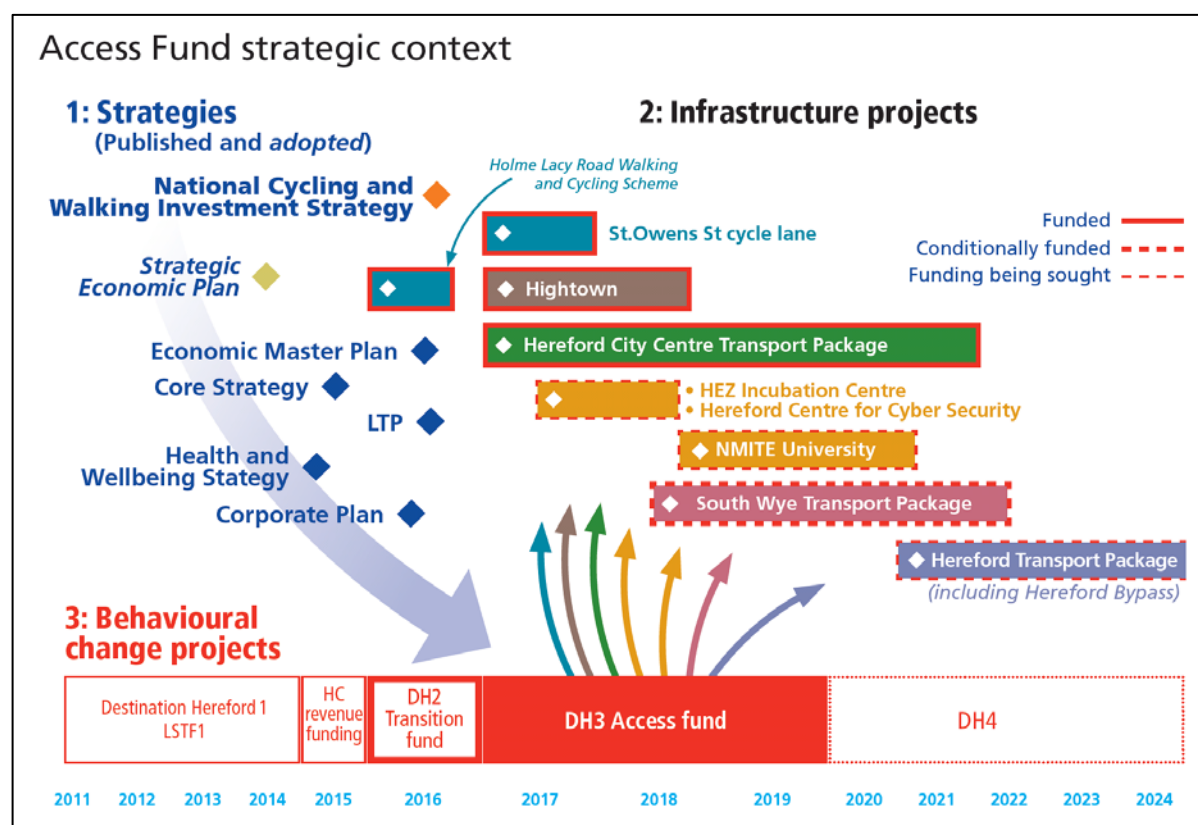 Access Fund strategic context
1: Strategies
(Published and adopted)
National Cycling and
Walking Investment Strategy
Strategic
Economic Plan
Economic Master Plan
Core Strategy
LTP
Health and
Wellbeing Stategy
Corporate Plan
2: Infrastructure projects
Holme Lacy Road Walking
and Cycling Scheme
St.Owens St cycle lane
Funded
Conditionally funded
Funding being sought
Hightown
Hereford City Centre Transport Package
• HEZ Incubation Centre
• Hereford Centre for Cyber Security
NMITE University
South Wye Transport Package
Hereford Transport Package
(including Hereford Bypass)
3: Behavioural
change projects
Destination Hereford 1
LSTF1
HC
revenue
funding
DH2
Transition
fund
DH3 Access fund
DH4
2011 2012 2013 2014 2015 2016 2017 2018 2019 2020 2021 2022 2023 2024